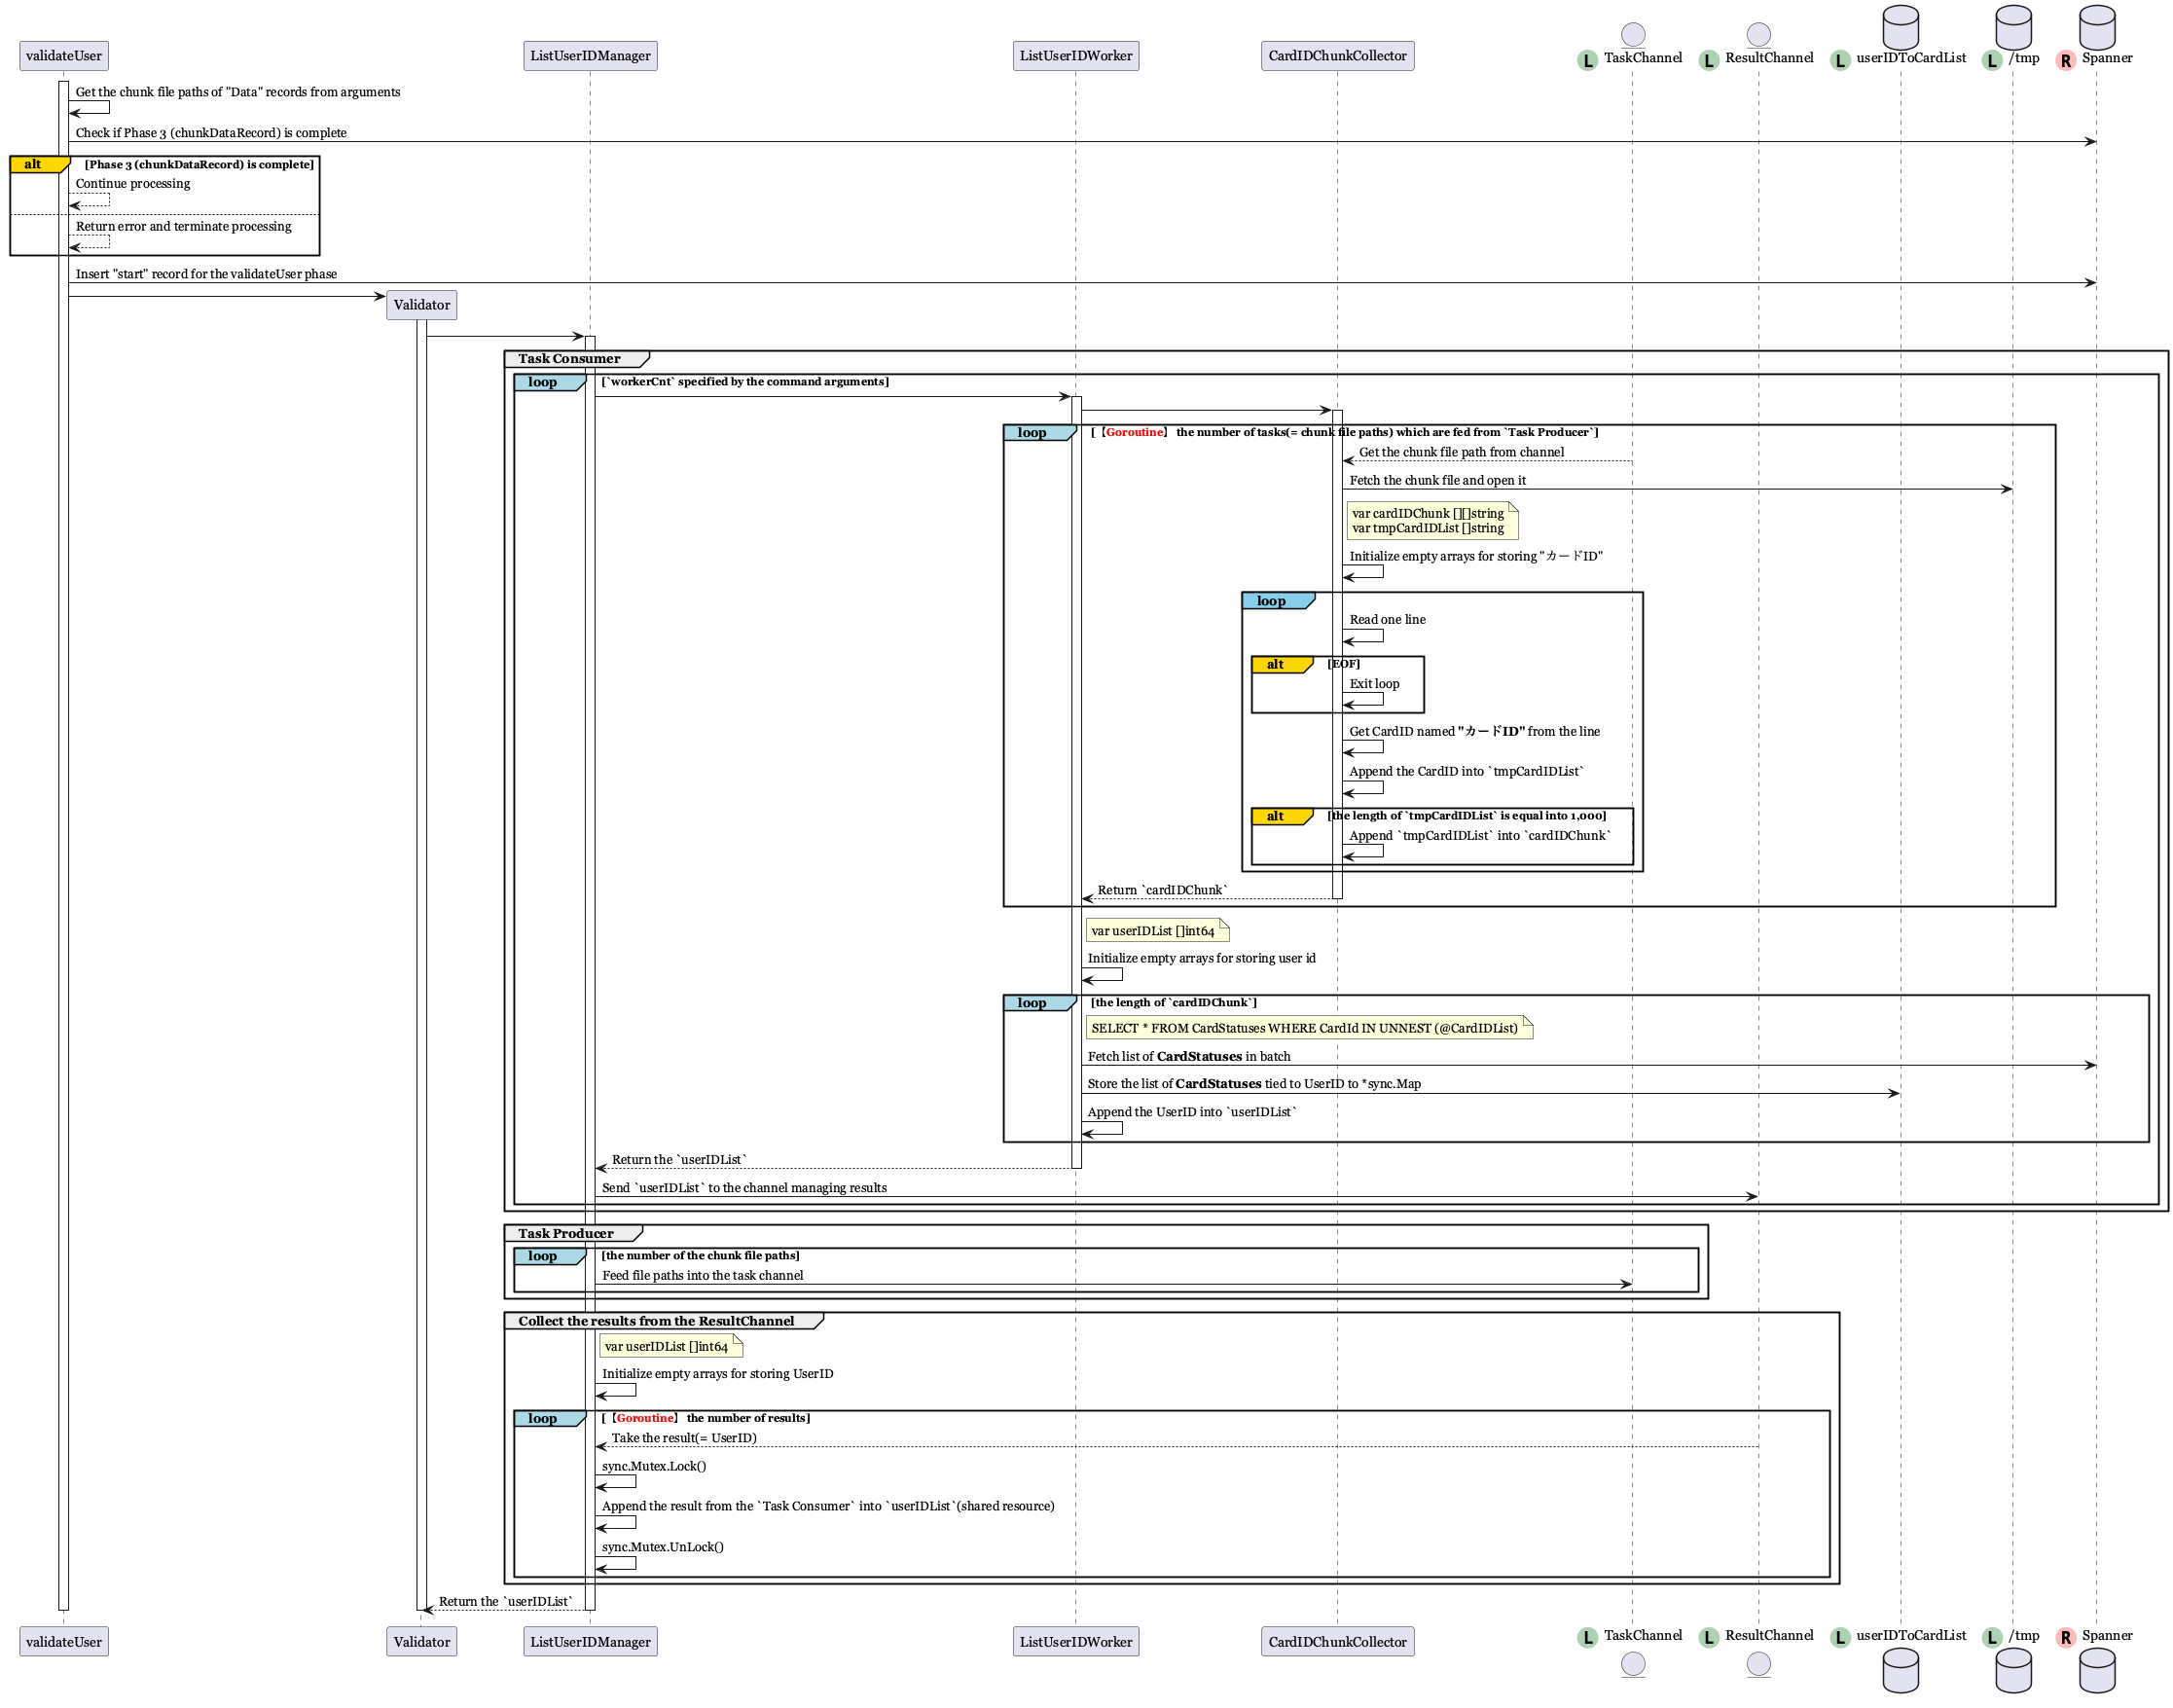 validateUser
ListUserIDManager
ListUserIDWorker
CardIDChunkCollector
L TaskChannel
L ResultChannel
L userIDToCardList
L /tmp
R Spanner
Get the chunk file paths of "Data" records from arguments
Check if Phase 3 (chunkDataRecord) is complete
alt [Phase 3 (chunkDataRecord) is complete]
Continue processing
Return error and terminate processing
Insert "start" record for the validateUser phase
Validator
Task Consumer
loop [`workerCnt` specified by the command arguments]
loop [【Goroutine】 the number of tasks(= chunk file paths) which are fed from `Task Producer`]
Get the chunk file path from channel
Fetch the chunk file and open it
var cardIDChunk [][]string
var tmpCardIDList []string
Initialize empty arrays for storing "カードID"
loop
Read one line
alt [EOF]
Exit loop
Get CardID named "カードID" from the line
Append the CardID into `tmpCardIDList`
alt [the length of `tmpCardIDList` is equal into 1,000]
Append `tmpCardIDList` into `cardIDChunk`
Return `cardIDChunk`
var userIDList []int64
Initialize empty arrays for storing user id
loop [the length of `cardIDChunk`]
SELECT * FROM CardStatuses WHERE CardId IN UNNEST (@CardIDList)
Fetch list of CardStatuses in batch
Store the list of CardStatuses tied to UserID to *sync.Map
Append the UserID into `userIDList`
Return the `userIDList`
Send `userIDList` to the channel managing results
Task Producer
loop [the number of the chunk file paths]
Feed file paths into the task channel
Collect the results from the ResultChannel
var userIDList []int64
Initialize empty arrays for storing UserID
loop [【Goroutine】 the number of results]
Take the result(= UserID)
sync.Mutex.Lock()
Append the result from the `Task Consumer` into `userIDList`(shared resource)
sync.Mutex.UnLock()
Return the `userIDList`
validateUser
Validator
ListUserIDManager
ListUserIDWorker
CardIDChunkCollector
L TaskChannel
L ResultChannel
L userIDToCardList
L /tmp
R Spanner